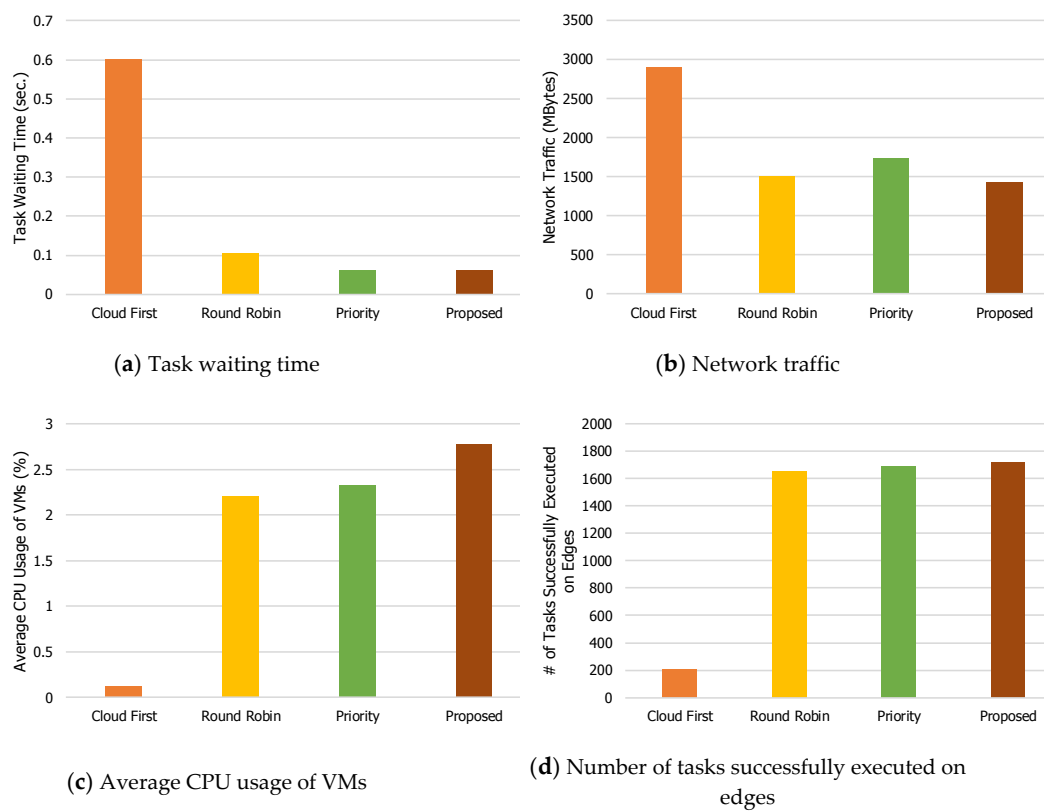 0.7
0.6
0.5
0.4
0.3
0.2
0.1
0
Task Waiting Time (sec.)
Cloud First Round Robin Priority Proposed
(a) Task waiting time
3500
3000
2500
2000
1500
1000
500
0
Network Traffic (MBytes)
Cloud First Round Robin Priority Proposed
(b) Network traffic
3
2.5
2
1.5
1
0.5
0
Average CPU Usage of VMs (%)
Cloud First Round Robin Priority Proposed
(c) Average CPU usage of VMs
2000
1800
1600
1400
1200
1000
800
600
400
200
0
# of Tasks Successfully Executed
on Edges
Cloud First Round Robin Priority Proposed
(d) Number of tasks successfully executed on
edges